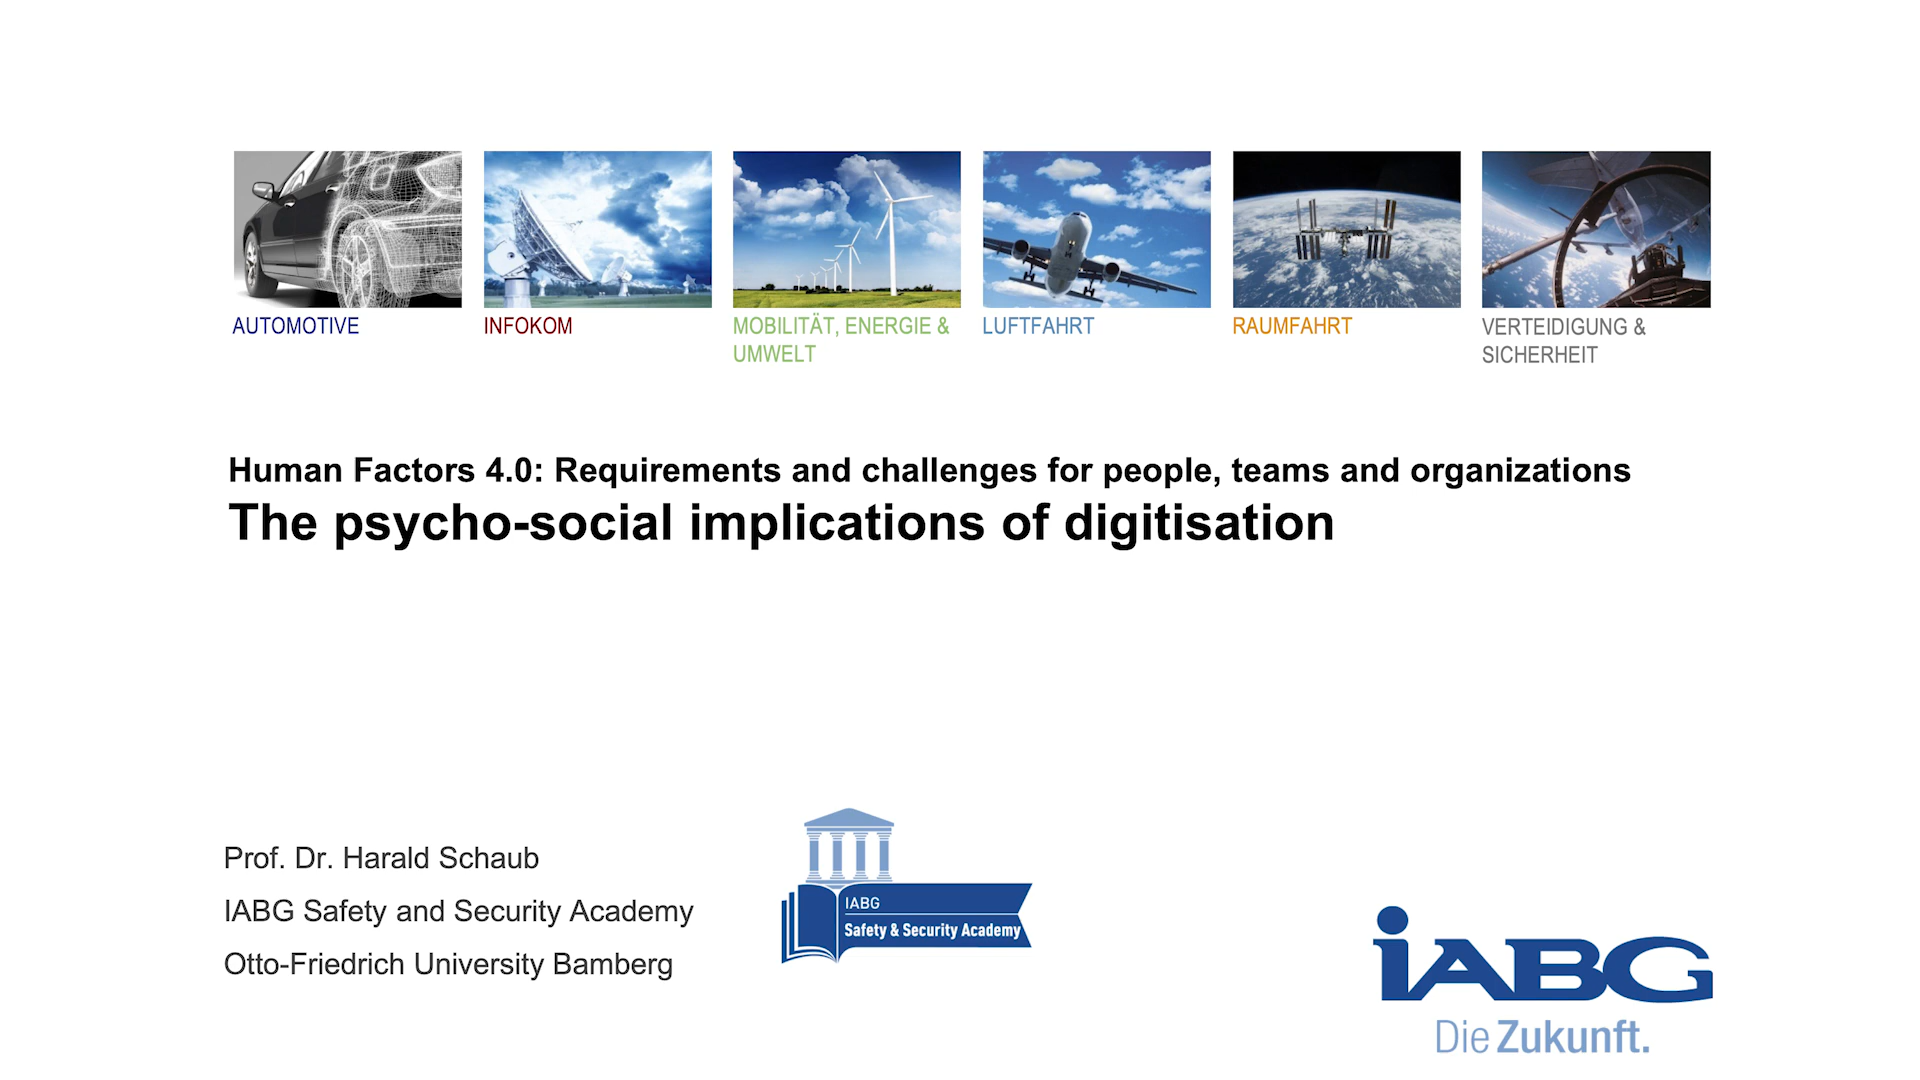 AUTOMOTIVE
INFOKOM
MOBILITÄT, ENERGIE &
UMWELT
LUFTFAHRT
RAUMFAHRT
VERTEIDIGUNG &
SICHERHEIT
Human Factors 4.0: Requirements and challenges for people, teams and organizations
The psycho-social implications of digitisation
Prof. Dr. Harald Schaub
IABG Safety and Security Academy
Otto-Friedrich University Bamberg
IABG
Safety & Security Academy
iABG
Die Zukunft.